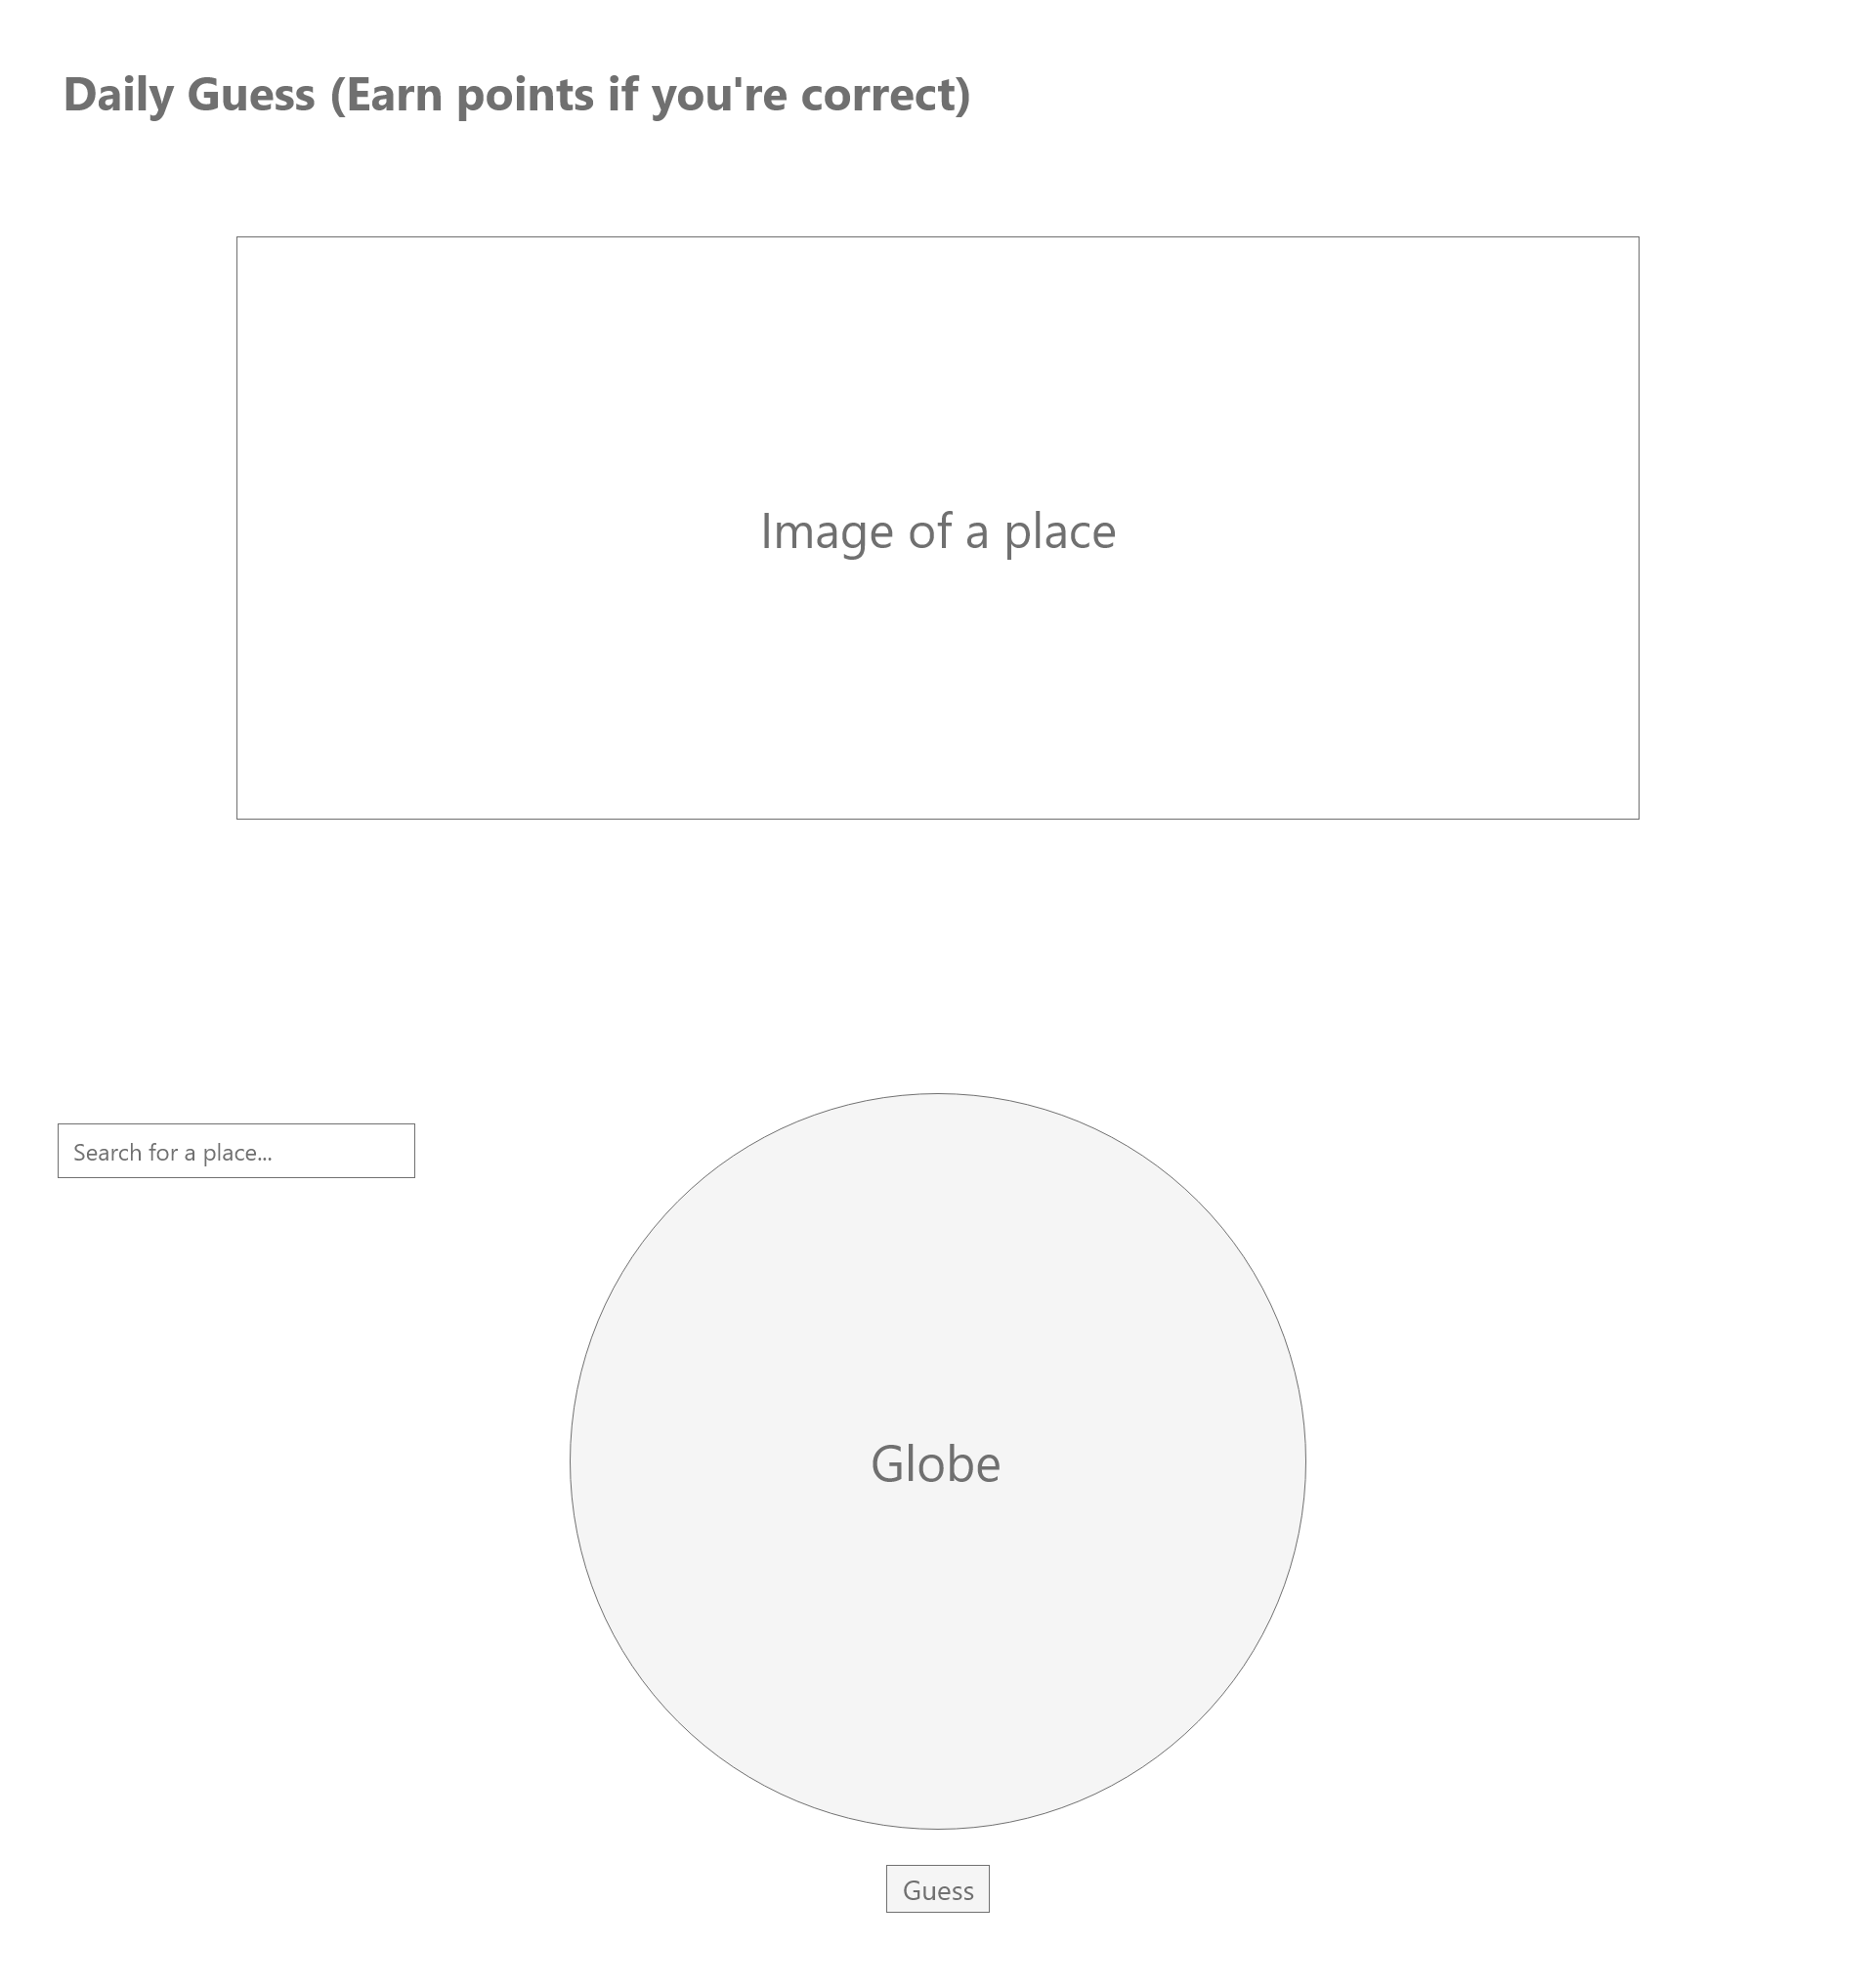 Daily Guess (Earn points if you're correct)
Image of a place
Search for a place...
Globe
Guess